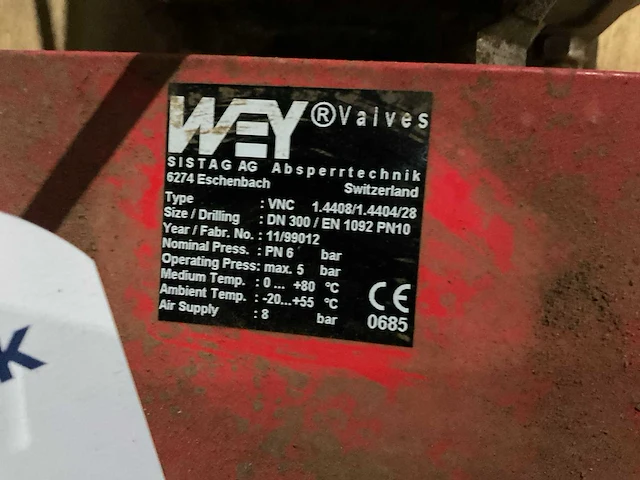 WEY ® Valves
SISTAG AG Absperrtechnik
6274 Eschenbach Switzerland
Type : VNC 1.4408/1.4404/28
Size / Drilling : DN 300 / EN 1092 PN10
Year / Fabr. No. : 11/99012
Nominal Press. : PN 6 bar
Operating Press: max. 5 bar
Medium Temp. : 0... +80 °C
Ambient Temp. : -20...+55 °C
Air Supply : 8 bar
CE
0685
K